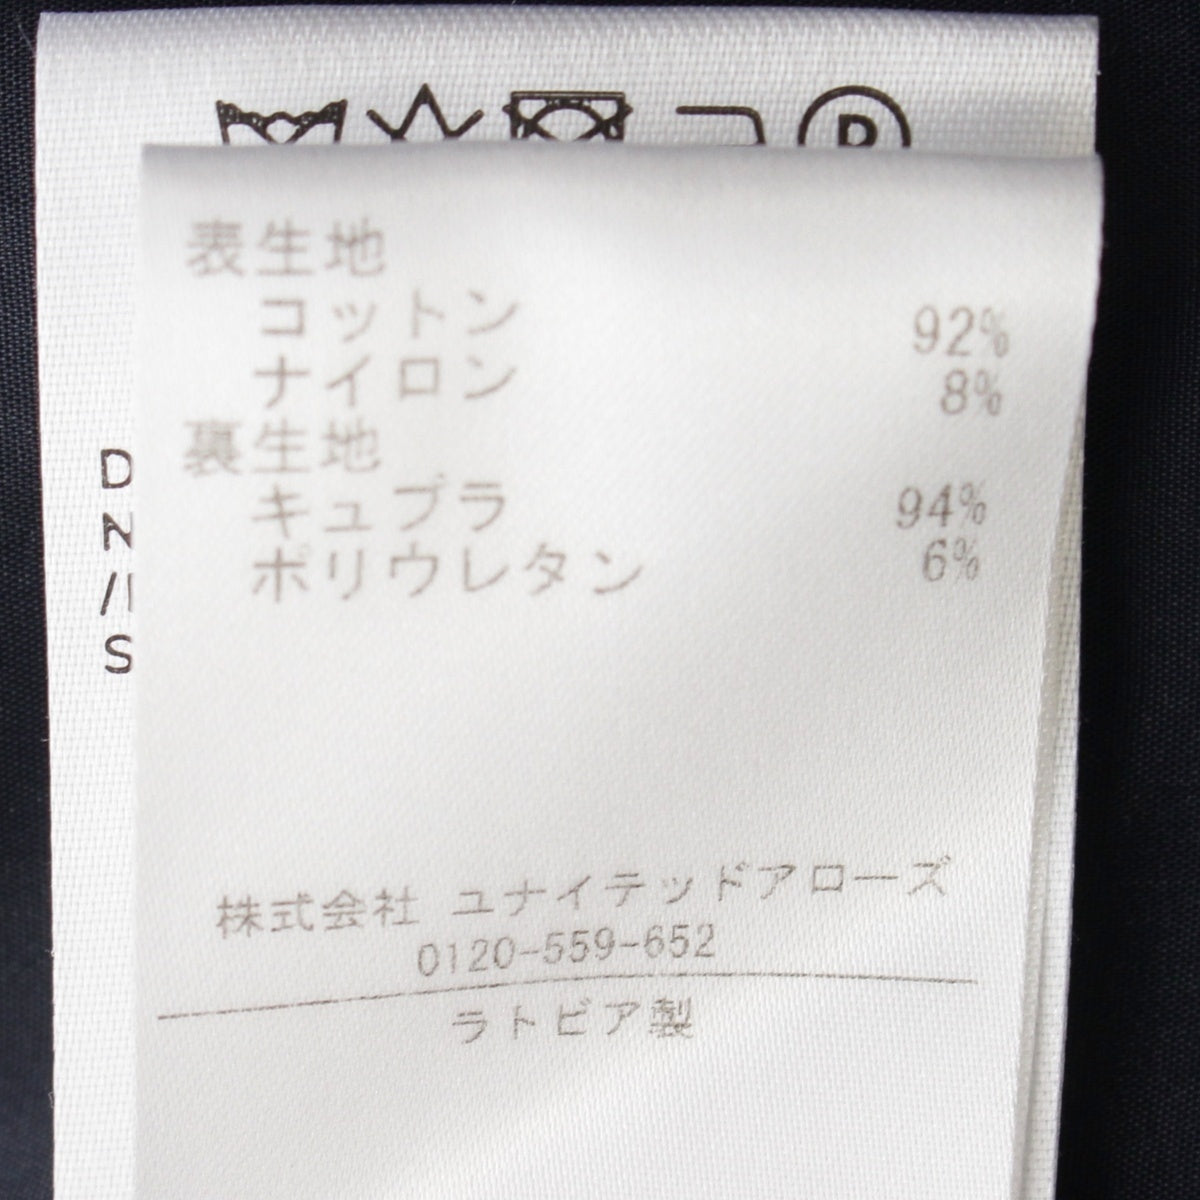 P
表生地
コットン 92%
ナイロン 8%
裏生地
キュプラ 94%
ポリウレタン 6%
D
N
/I
S
株式会社 ユナイテッドアローズ
0120-559-652
ラトビア製